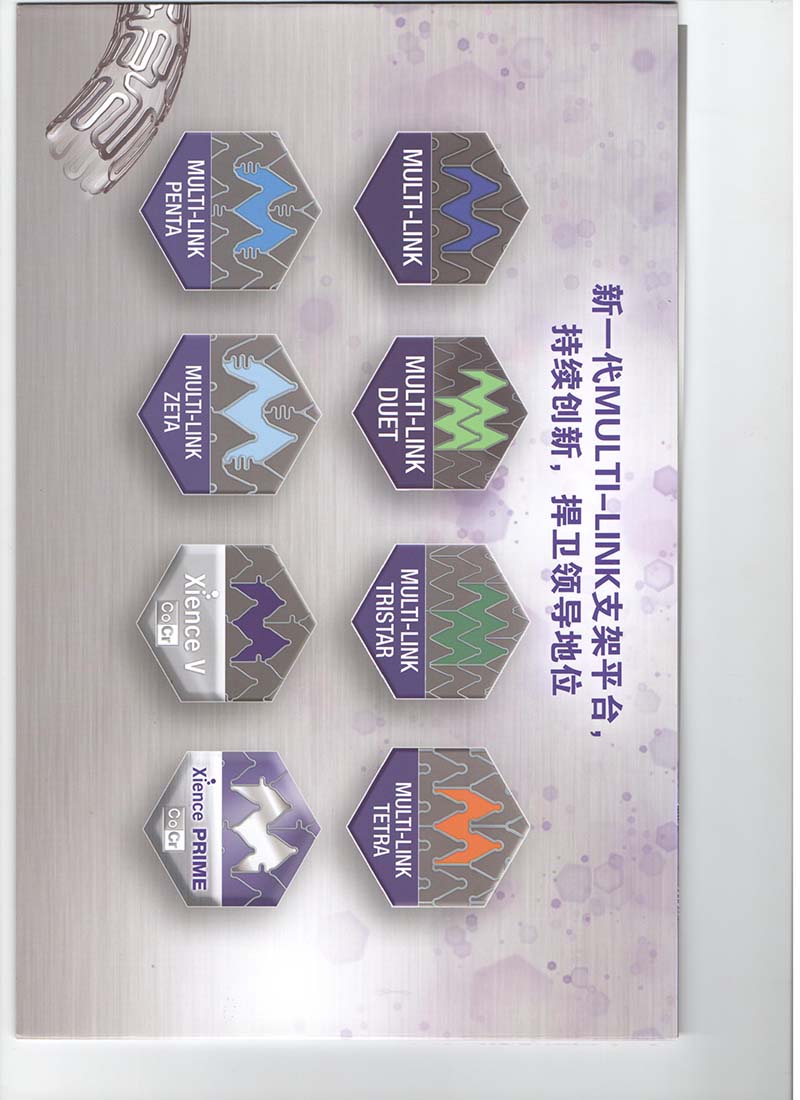 新一代MULTI-LINK支架平台，
持续创新，捍卫领导地位
MULTI-LINK
MULTI-LINK
DUET
MULTI-LINK
TRISTAR
MULTI-LINK
TETRA
MULTI-LINK
PENTA
MULTI-LINK
ZETA
Xience V
CoCr
Xience PRIME
CoCr